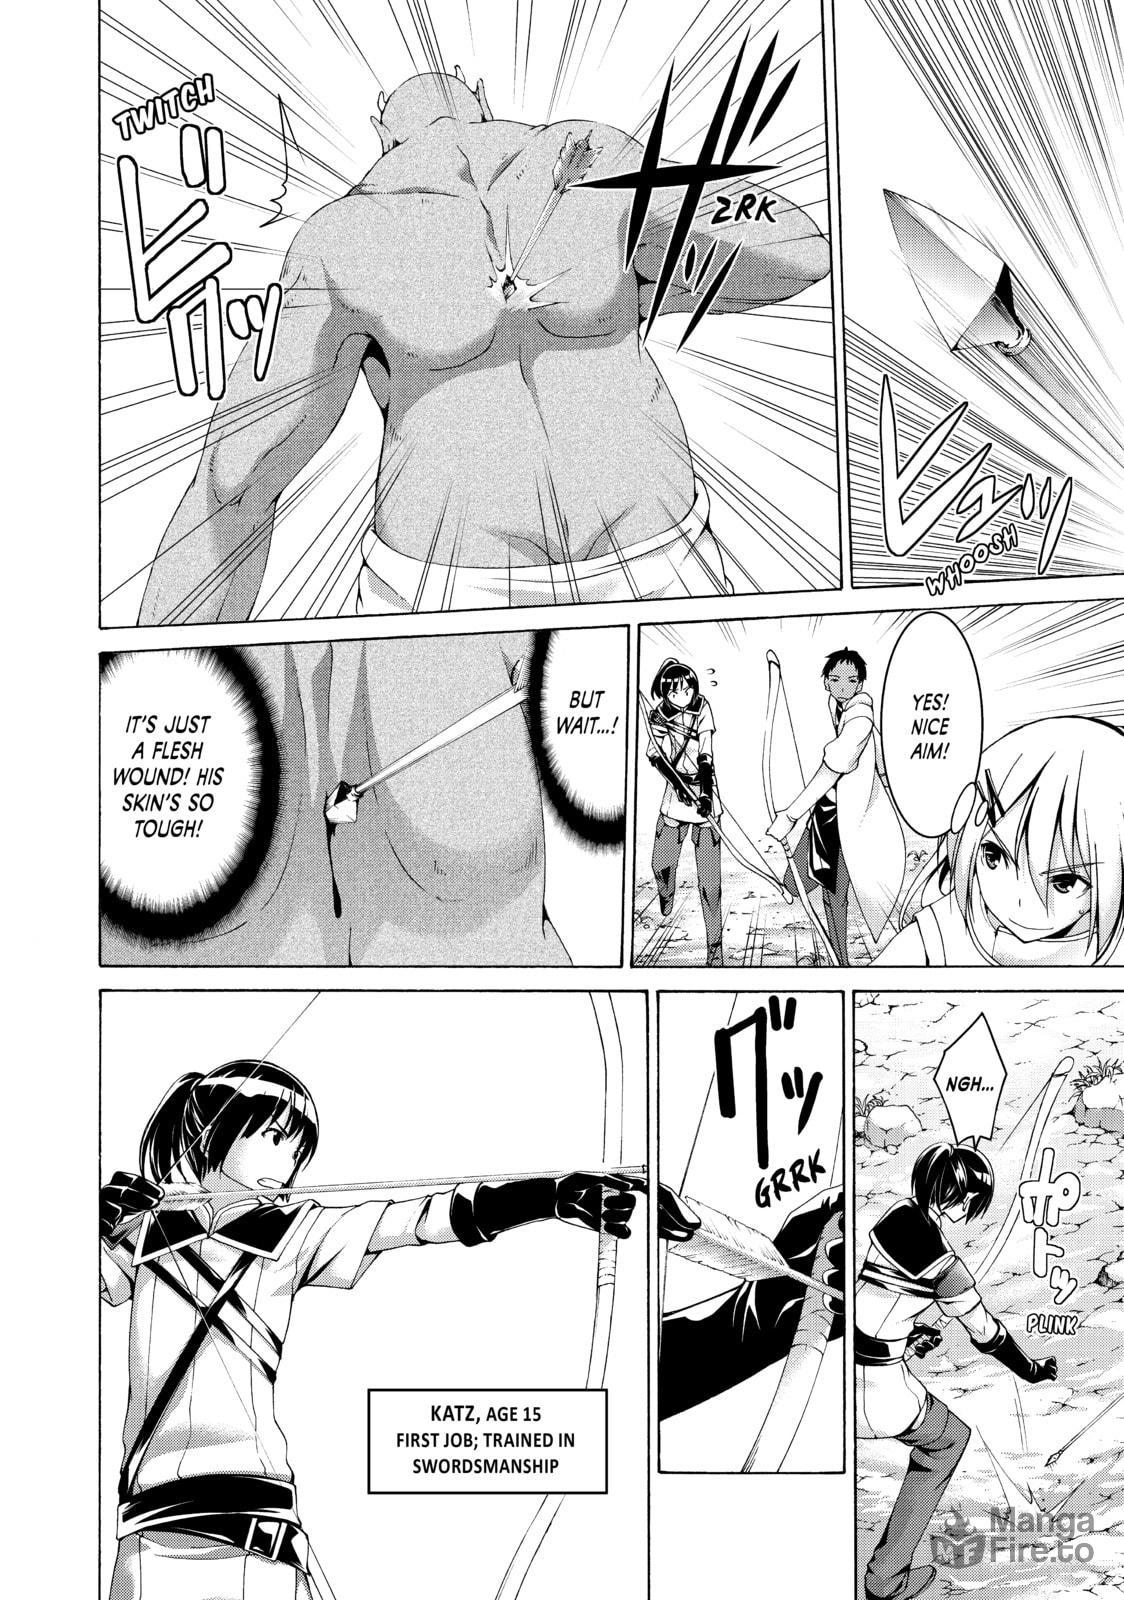 ビュッ
WHOOSH
ザッ
ZRK
TWITCH
ビクッ
YES!
NICE
AIM!
BUT
WAIT...!
IT'S JUST
A FLESH
WOUND! HIS
SKIN'S SO
TOUGH!
NGH...
ポトッ
PLINK
グッ
GRRK
KATZ, AGE 15
FIRST JOB; TRAINED IN
SWORDSMANSHIP
Manga
Fire.to